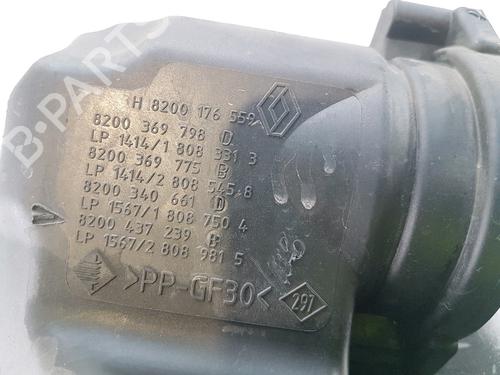 B-PARTS
H 8200 176 559
8200 369 798 D
LP 1414/1 808 331 3
8200 369 775 B
LP 1414/2 808 545 8
8200 340 661 D
LP 1567/1 808 750 4
8200 437 239 B
LP 1567/2 808 981 5
>PP-GF30<
297